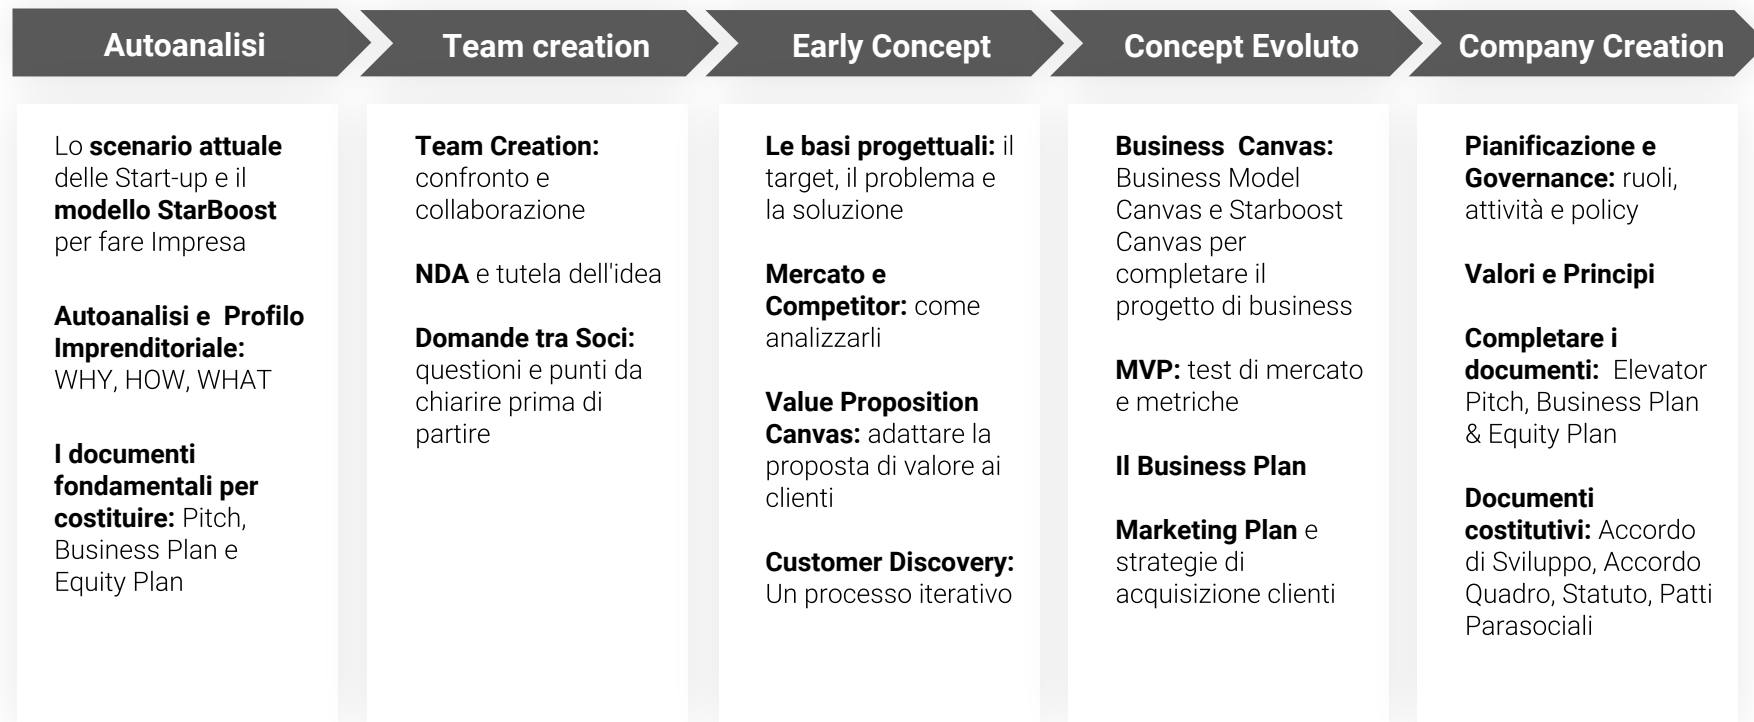 Autoanalisi
Team creation
Early Concept
Concept Evoluto
Company Creation
Lo scenario attuale
delle Start-up e il
modello StarBoost
per fare Impresa
Autoanalisi e Profilo
Imprenditoriale:
WHY, HOW, WHAT
I documenti
fondamentali per
costituire: Pitch,
Business Plan e
Equity Plan
Team Creation:
confronto e
collaborazione
NDA e tutela dell'idea
Domande tra Soci:
questioni e punti da
chiarire prima di
partire
Le basi progettuali: il
target, il problema e
la soluzione
Mercato e
Competitor: come
analizzarli
Value Proposition
Canvas: adattare la
proposta di valore ai
clienti
Customer Discovery:
Un processo iterativo
Business Canvas:
Business Model
Canvas e Starboost
Canvas per
completare il
progetto di business
MVP: test di mercato
e metriche
Il Business Plan
Marketing Plan e
strategie di
acquisizione clienti
Pianificazione e
Governance: ruoli,
attività e policy
Valori e Principi
Completare i
documenti: Elevator
Pitch, Business Plan
& Equity Plan
Documenti
costitutivi: Accordo
di Sviluppo, Accordo
Quadro, Statuto, Patti
Parasociali